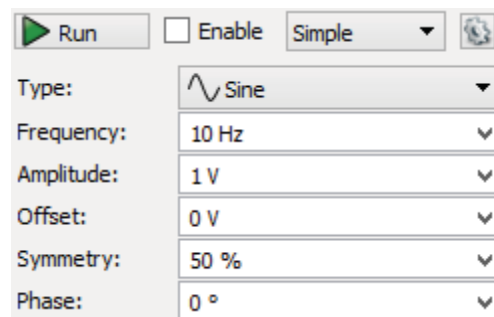 Run Enable Simple
Type: Sine
Frequency: 10 Hz
Amplitude: 1 V
Offset: 0 V
Symmetry: 50 %
Phase: 0 º